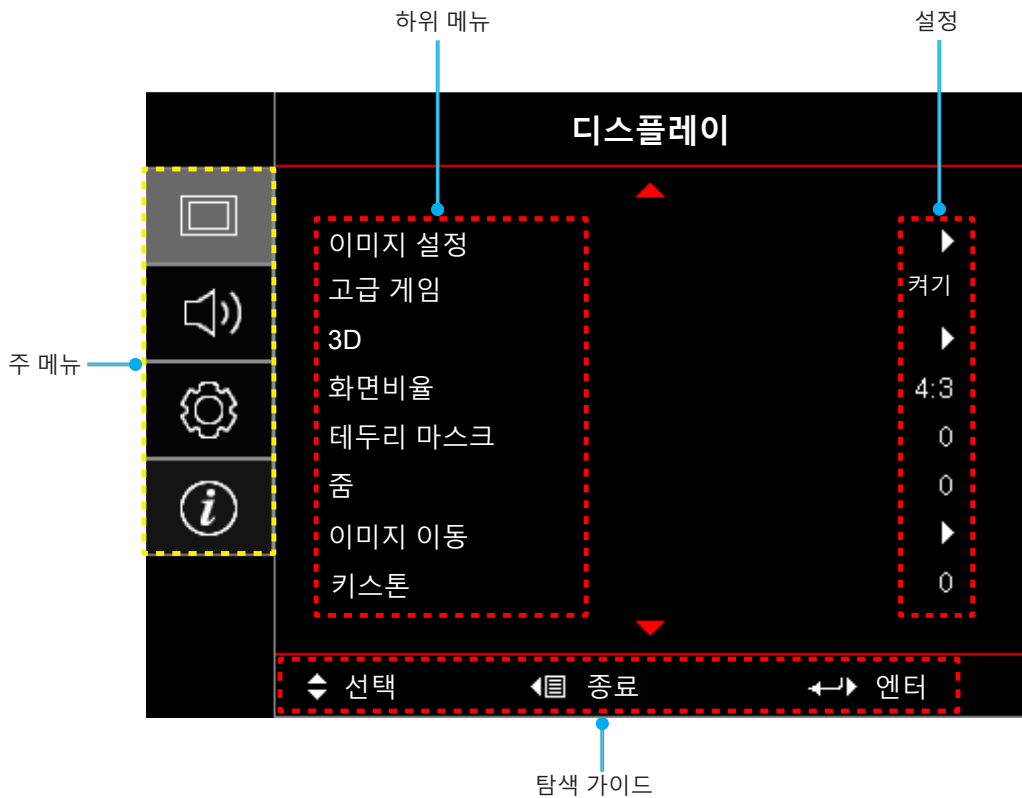 하위 메뉴
설정
디스플레이
이미지 설정
고급 게임 켜기
3D
주 메뉴
화면비율 4:3
테두리 마스크 0
줌 0
이미지 이동
키스톤 0
선택 종료 엔터
탐색 가이드